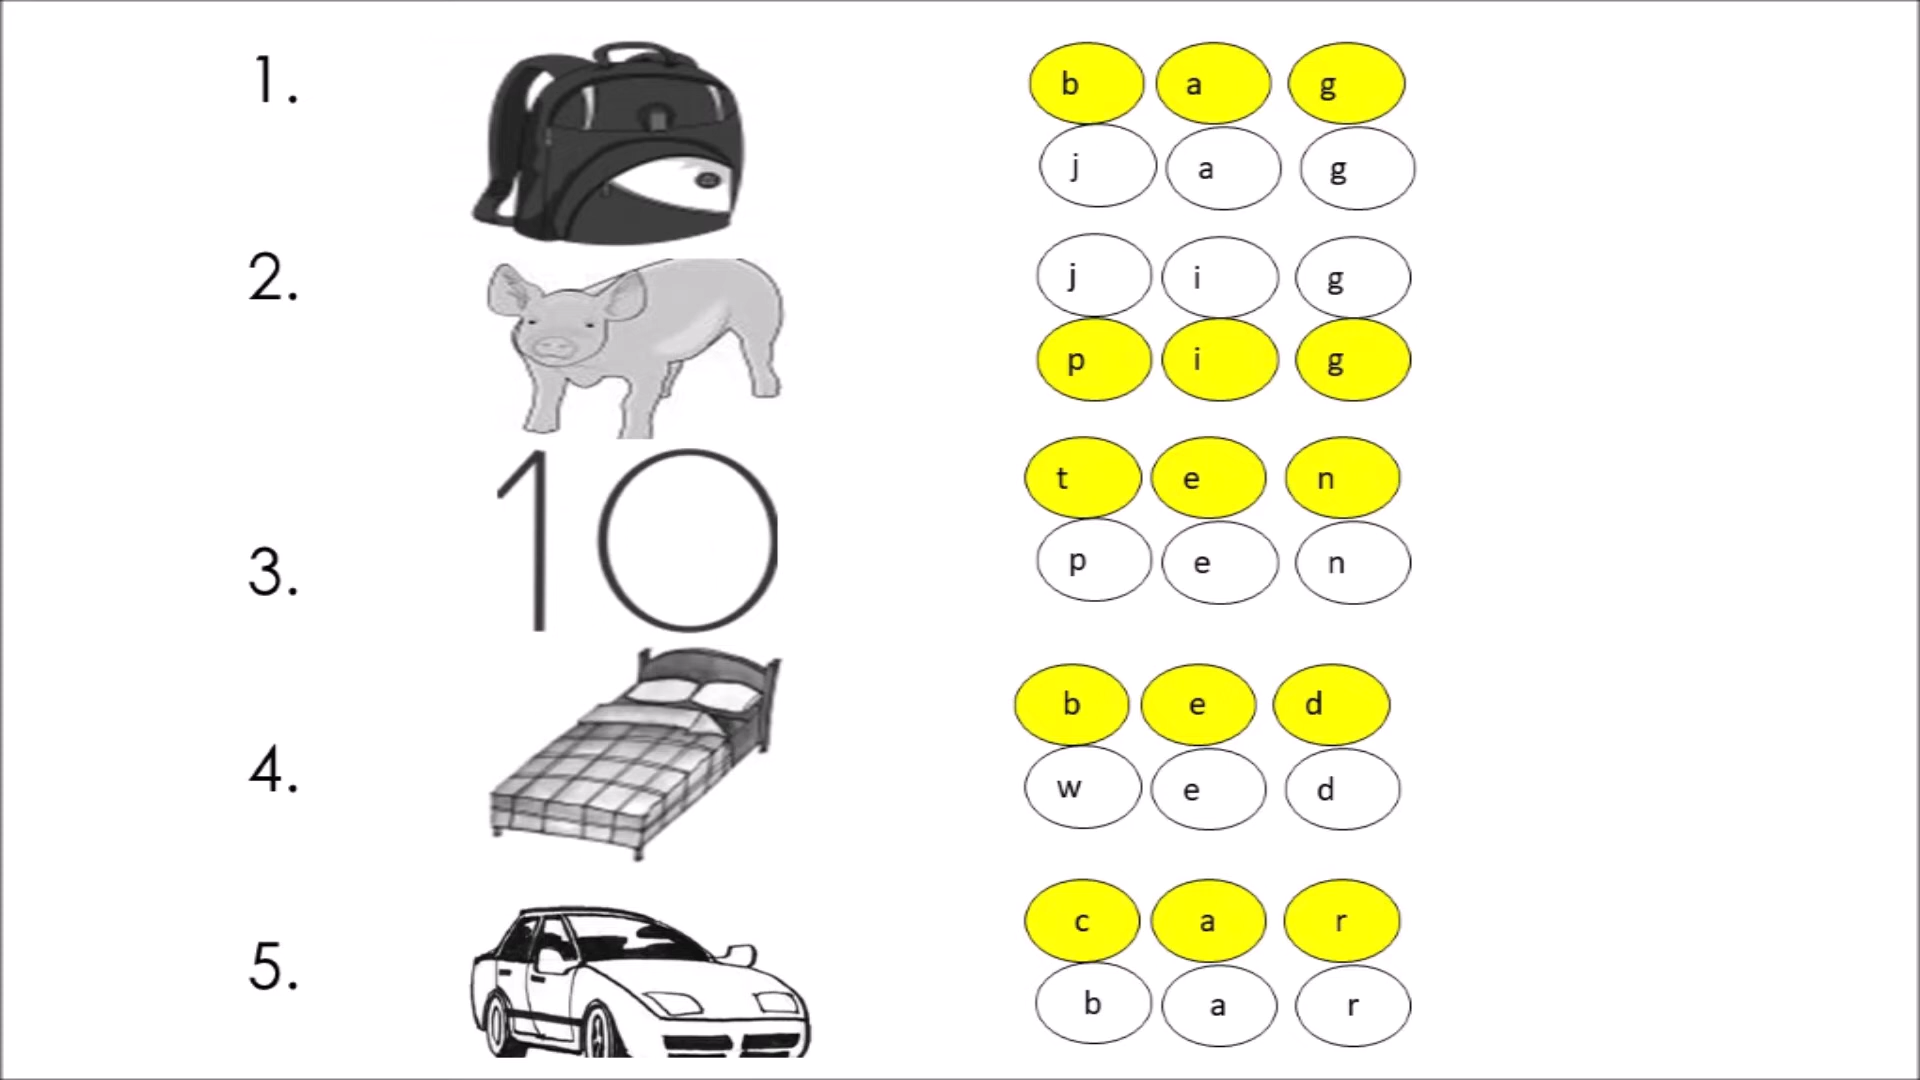 1.
b a g
j a g
2.
j i g
p i g
10
t e n
3.
p e n
b e d
4.
w e d
c a r
5.
b a r